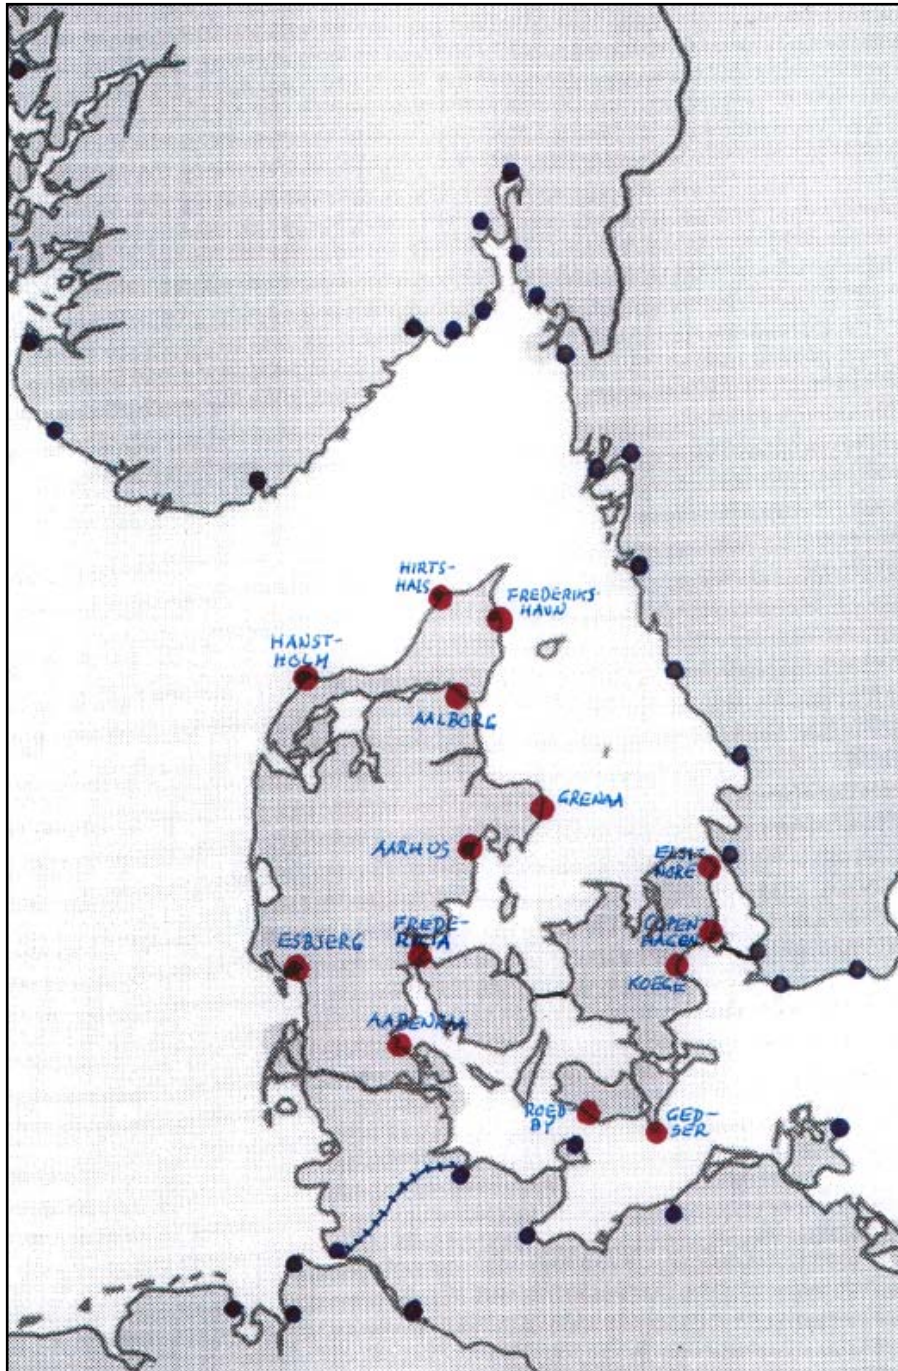 HIRTS-
HALS
FREDERIKS-
HAVN
HANST-
HOLM
AALBORG
GRENAA
AARHUS
ELSI-
NORE
FREDE-
RICIA
COPEN-
HAGEN
ESBJERG
KOEGE
AABENRAA
ROED
BY
GED-
SER